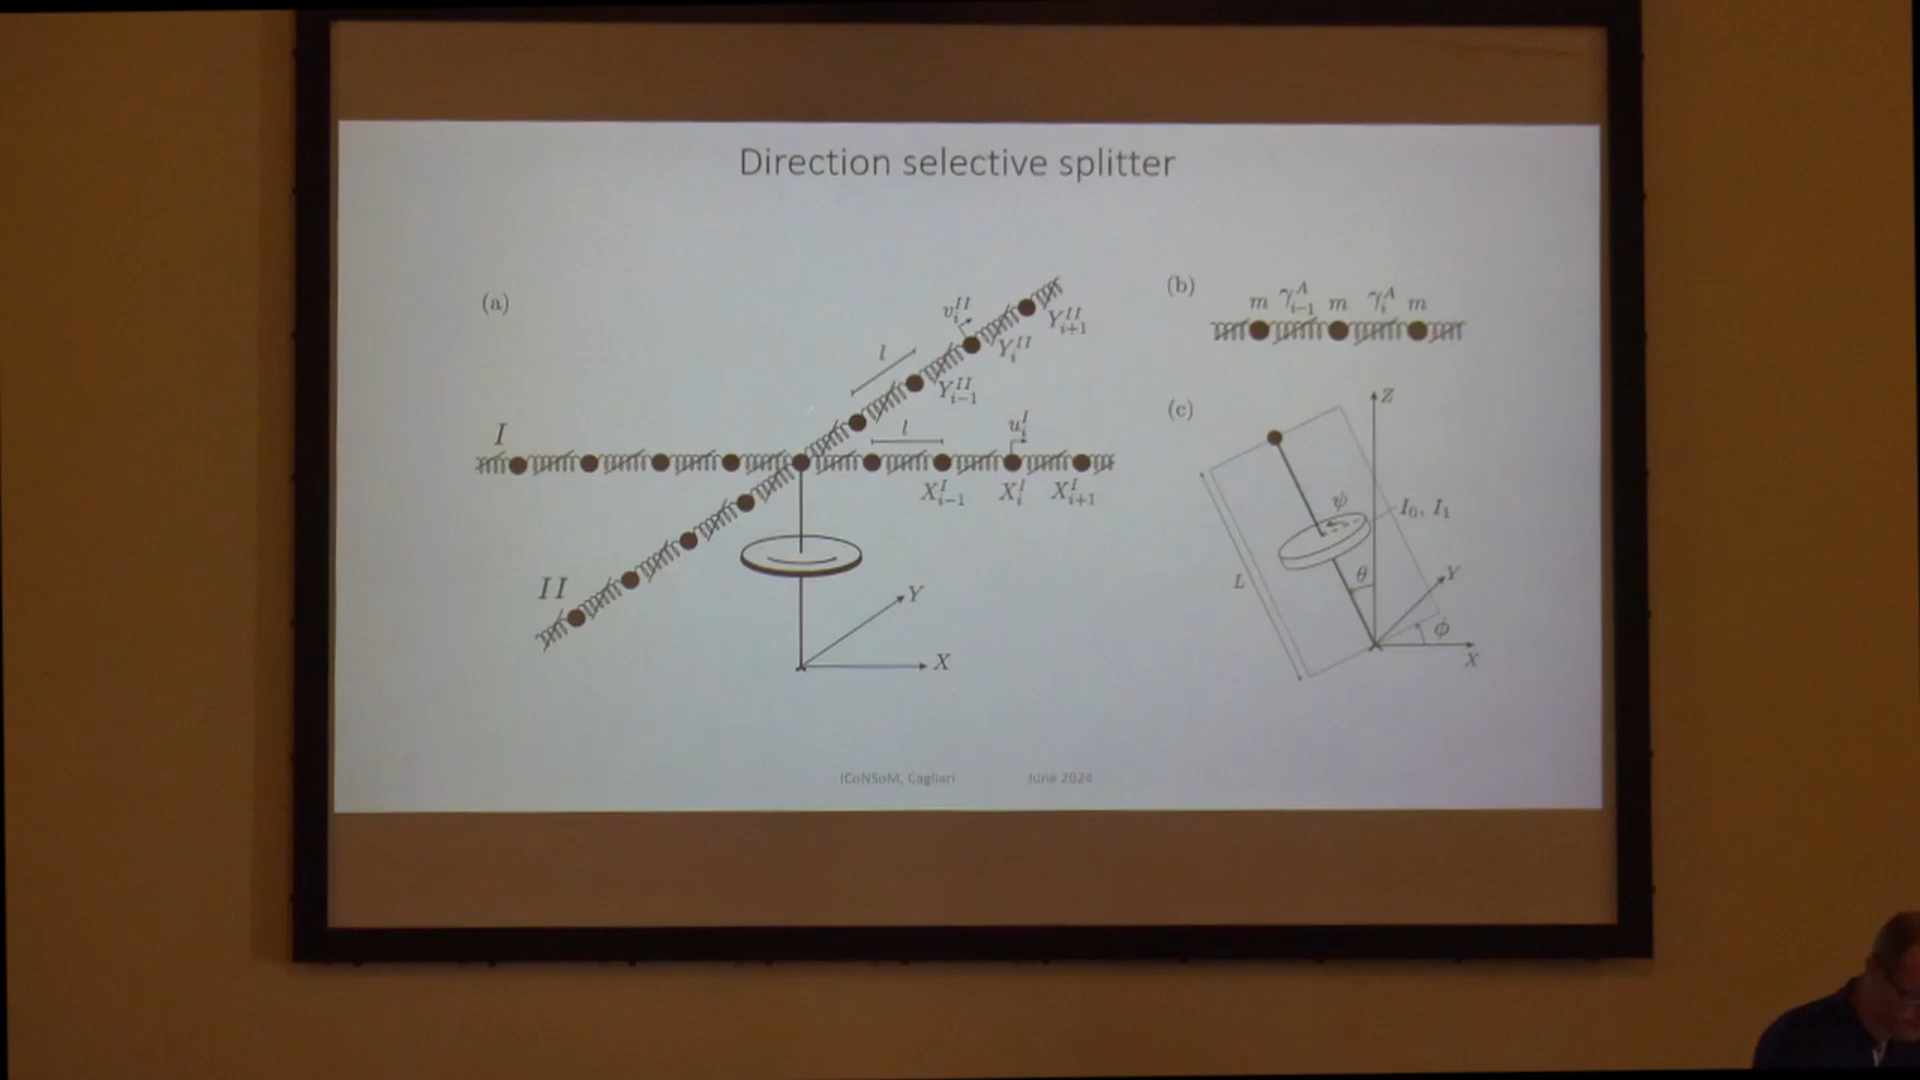 Direction selective splitter
(a)
v_i^{II}
Y_{i+1}^{II}
l
Y_i^{II}
Y_{i-1}^{II}
I
l
u_i^I
X_{i-1}^I X_i^I X_{i+1}^I
II
Y
X
(b)
m γ_{i-1}^A m γ_i^A m
(c)
Z
ψ
I_0, I_1
L
θ
Y
ϕ
X
ICoNSoM, Cagliari June 2024